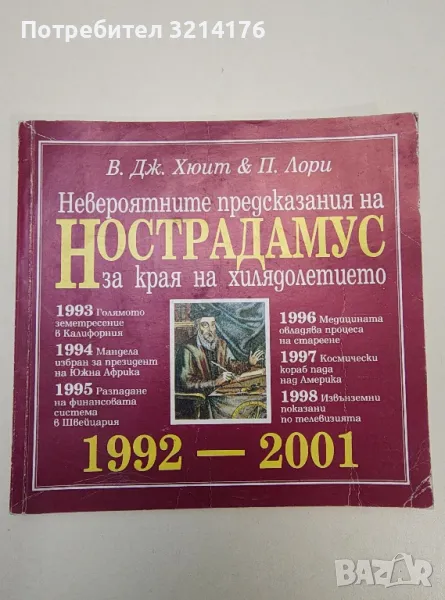 Потребител 3214176
В. Дж. Хюит & П. Лори
Невероятните предсказания на
НОСТРАДАМУС
за края на хилядолетието
1993 Голямото
земетресение
в Калифорния
1994 Мандела
избран за президент
на Южна Африка
1995 Разпадане
на финансовата
система
в Швейцария
1996 Медицината
овладява процеса
на стареене
1997 Космически
кораб пада
над Америка
1998 Извънземни
показани
по телевизията
1992 — 2001
BAZAR